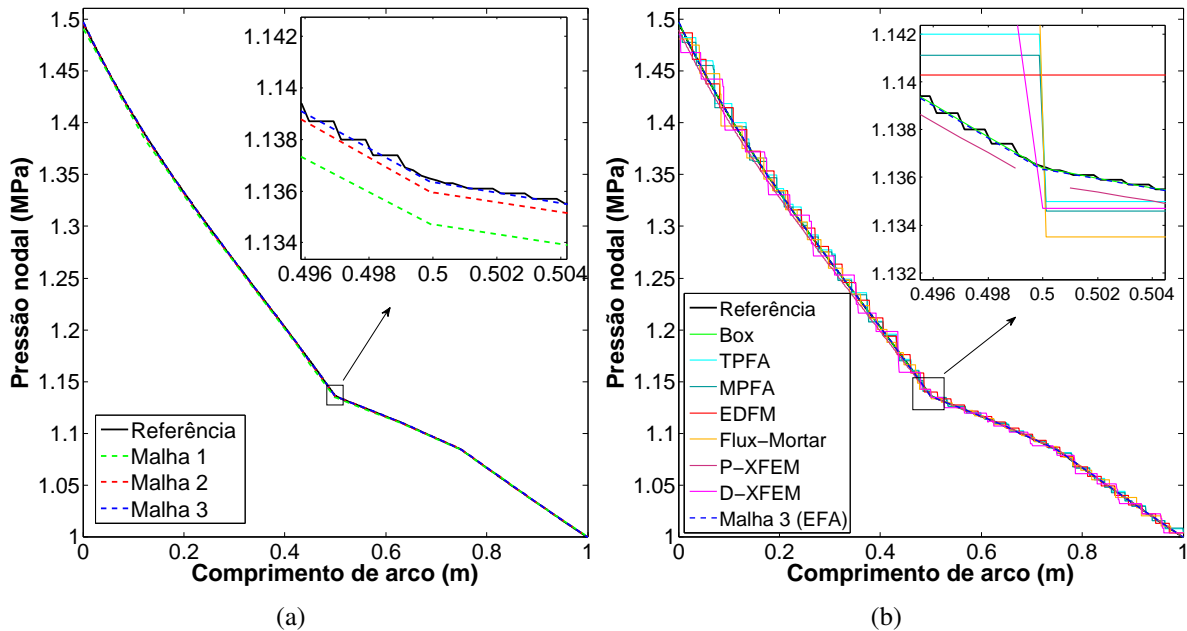 1.5
1.45
1.4
1.35
1.3
1.25
1.2
1.15
1.1
1.05
1
Pressão nodal (MPa)
1.142
1.14
1.138
1.136
1.134
0.496 0.498 0.5 0.502 0.504
Referência
Malha 1
Malha 2
Malha 3
0 0.2 0.4 0.6 0.8 1
Comprimento de arco (m)
(a)
1.5
1.45
1.4
1.35
1.3
1.25
1.2
1.15
1.1
1.05
1
Pressão nodal (MPa)
1.142
1.14
1.138
1.136
1.134
1.132
0.496 0.498 0.5 0.502 0.504
Referência
Box
TPFA
MPFA
EDFM
Flux−Mortar
P−XFEM
D−XFEM
Malha 3 (EFA)
0 0.2 0.4 0.6 0.8 1
Comprimento de arco (m)
(b)